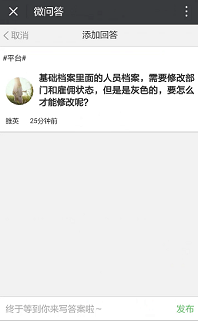 微问答
取消
添加回答
#平台#
基础档案里面的人员档案，需要修改部
门和雇佣状态，但是是灰色的，要怎么
才能修改呢？
胜英 25分钟前
终于等到你来写答案啦~
发布